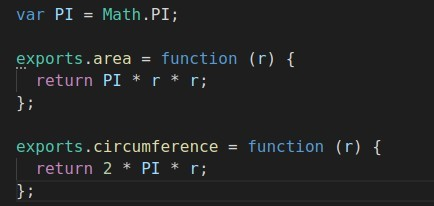 var PI = Math.PI;

exports.area = function (r) {
  return PI * r * r;
};

exports.circumference = function (r) {
  return 2 * PI * r;
};